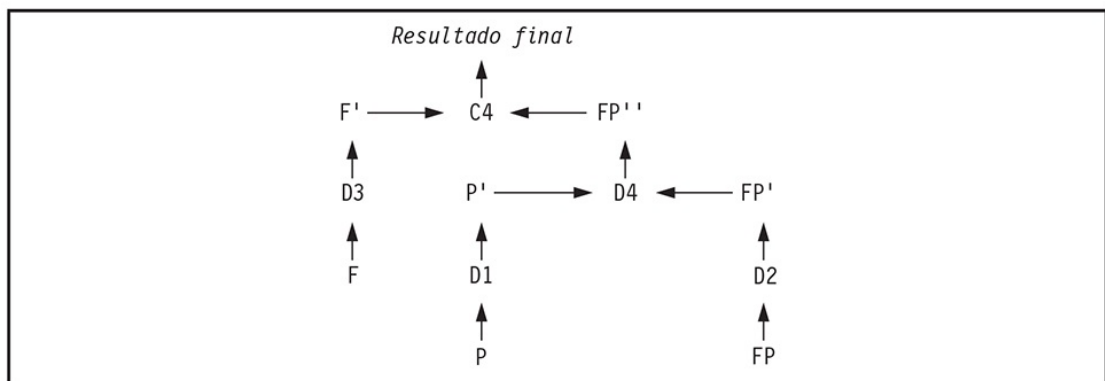 Resultado final
F' C4 FP''
D3 P' D4 FP'
F D1 D2
P FP